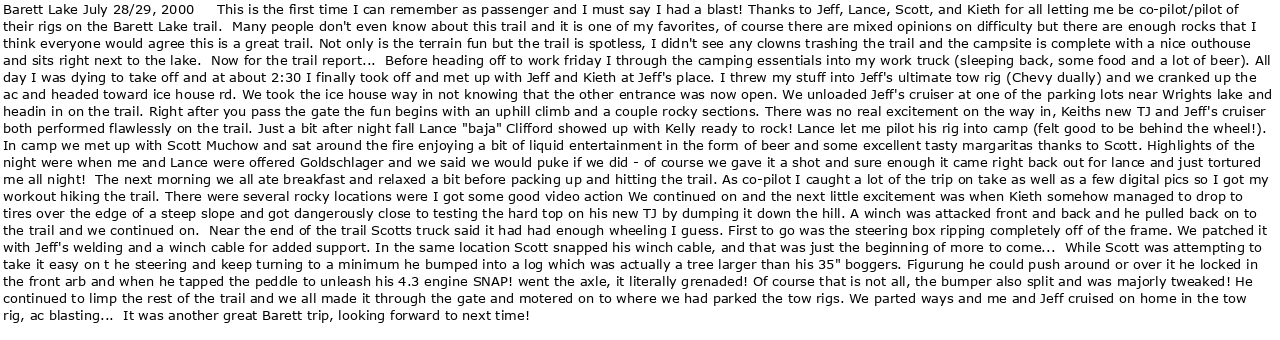 Barett Lake July 28/29, 2000     This is the first time I can remember as passenger and I must say I had a blast! Thanks to Jeff, Lance, Scott, and Kieth for all letting me be co-pilot/pilot of
their rigs on the Barett Lake trail.  Many people don't even know about this trail and it is one of my favorites, of course there are mixed opinions on difficulty but there are enough rocks that I
think everyone would agree this is a great trail. Not only is the terrain fun but the trail is spotless, I didn't see any clowns trashing the trail and the campsite is complete with a nice outhouse
and sits right next to the lake.  Now for the trail report...  Before heading off to work friday I through the camping essentials into my work truck (sleeping back, some food and a lot of beer). All
day I was dying to take off and at about 2:30 I finally took off and met up with Jeff and Kieth at Jeff's place. I threw my stuff into Jeff's ultimate tow rig (Chevy dually) and we cranked up the
ac and headed toward ice house rd. We took the ice house way in not knowing that the other entrance was now open. We unloaded Jeff's cruiser at one of the parking lots near Wrights lake and
headin in on the trail. Right after you pass the gate the fun begins with an uphill climb and a couple rocky sections. There was no real excitement on the way in, Keiths new TJ and Jeff's cruiser
both performed flawlessly on the trail. Just a bit after night fall Lance "baja" Clifford showed up with Kelly ready to rock! Lance let me pilot his rig into camp (felt good to be behind the wheel!).
In camp we met up with Scott Muchow and sat around the fire enjoying a bit of liquid entertainment in the form of beer and some excellent tasty margaritas thanks to Scott. Highlights of the
night were when me and Lance were offered Goldschlager and we said we would puke if we did - of course we gave it a shot and sure enough it came right back out for lance and just tortured
me all night!  The next morning we all ate breakfast and relaxed a bit before packing up and hitting the trail. As co-pilot I caught a lot of the trip on take as well as a few digital pics so I got my
workout hiking the trail. There were several rocky locations were I got some good video action We continued on and the next little excitement was when Kieth somehow managed to drop to
tires over the edge of a steep slope and got dangerously close to testing the hard top on his new TJ by dumping it down the hill. A winch was attacked front and back and he pulled back on to
the trail and we continued on.  Near the end of the trail Scotts truck said it had had enough wheeling I guess. First to go was the steering box ripping completely off of the frame. We patched it
with Jeff's welding and a winch cable for added support. In the same location Scott snapped his winch cable, and that was just the beginning of more to come...  While Scott was attempting to
take it easy on t he steering and keep turning to a minimum he bumped into a log which was actually a tree larger than his 35" boggers. Figurung he could push around or over it he locked in
the front arb and when he tapped the peddle to unleash his 4.3 engine SNAP! went the axle, it literally grenaded! Of course that is not all, the bumper also split and was majorly tweaked! He
continued to limp the rest of the trail and we all made it through the gate and motered on to where we had parked the tow rigs. We parted ways and me and Jeff cruised on home in the tow
rig, ac blasting...  It was another great Barett trip, looking forward to next time!